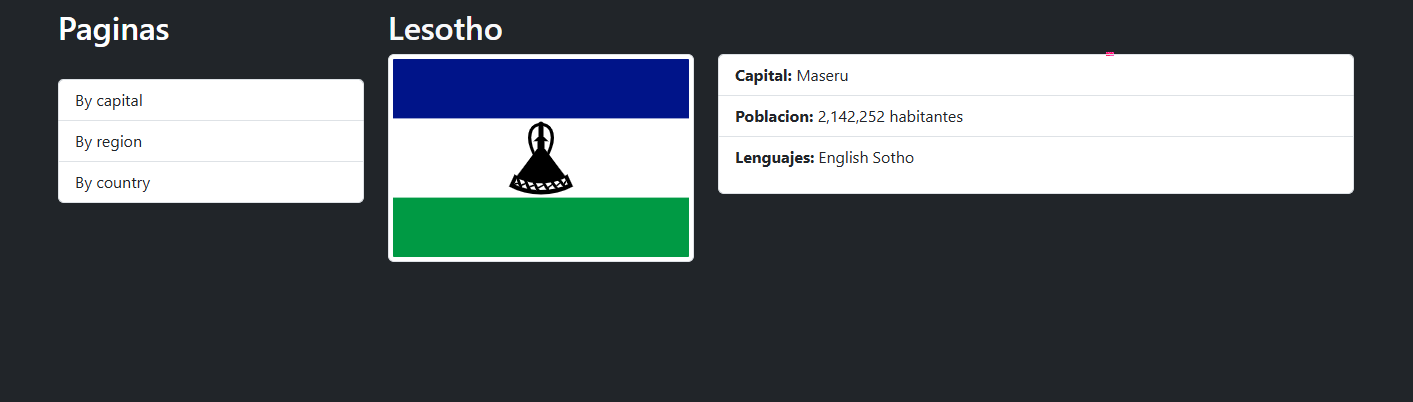 Paginas
By capital
By region
By country
Lesotho
Capital: Maseru
Poblacion: 2,142,252 habitantes
Lenguajes: English Sotho